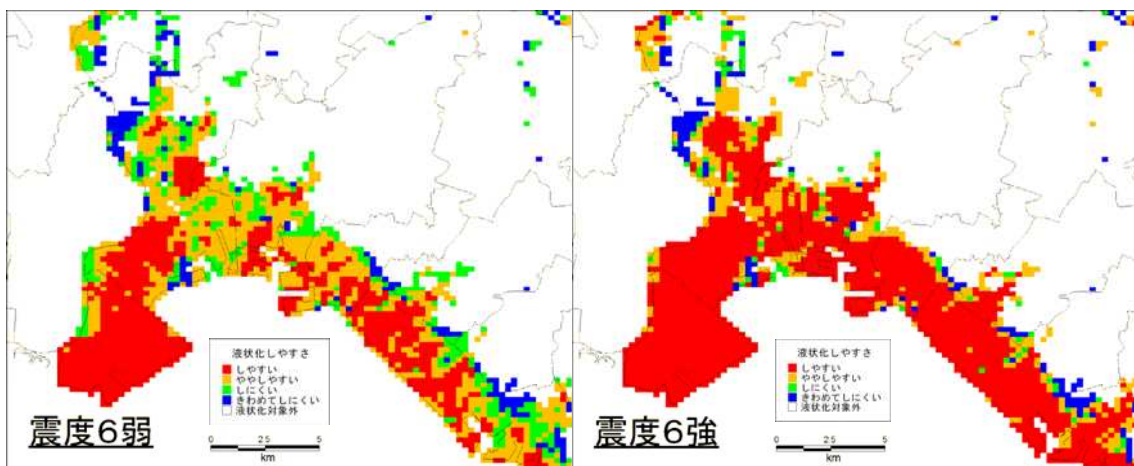 液状化しやすさ
しやすい
ややしやすい
しにくい
きわめてしにくい
液状化対象外
震度6弱
0 2.5 5
km
液状化しやすさ
しやすい
ややしやすい
しにくい
きわめてしにくい
液状化対象外
震度6強
0 2.5 5
km